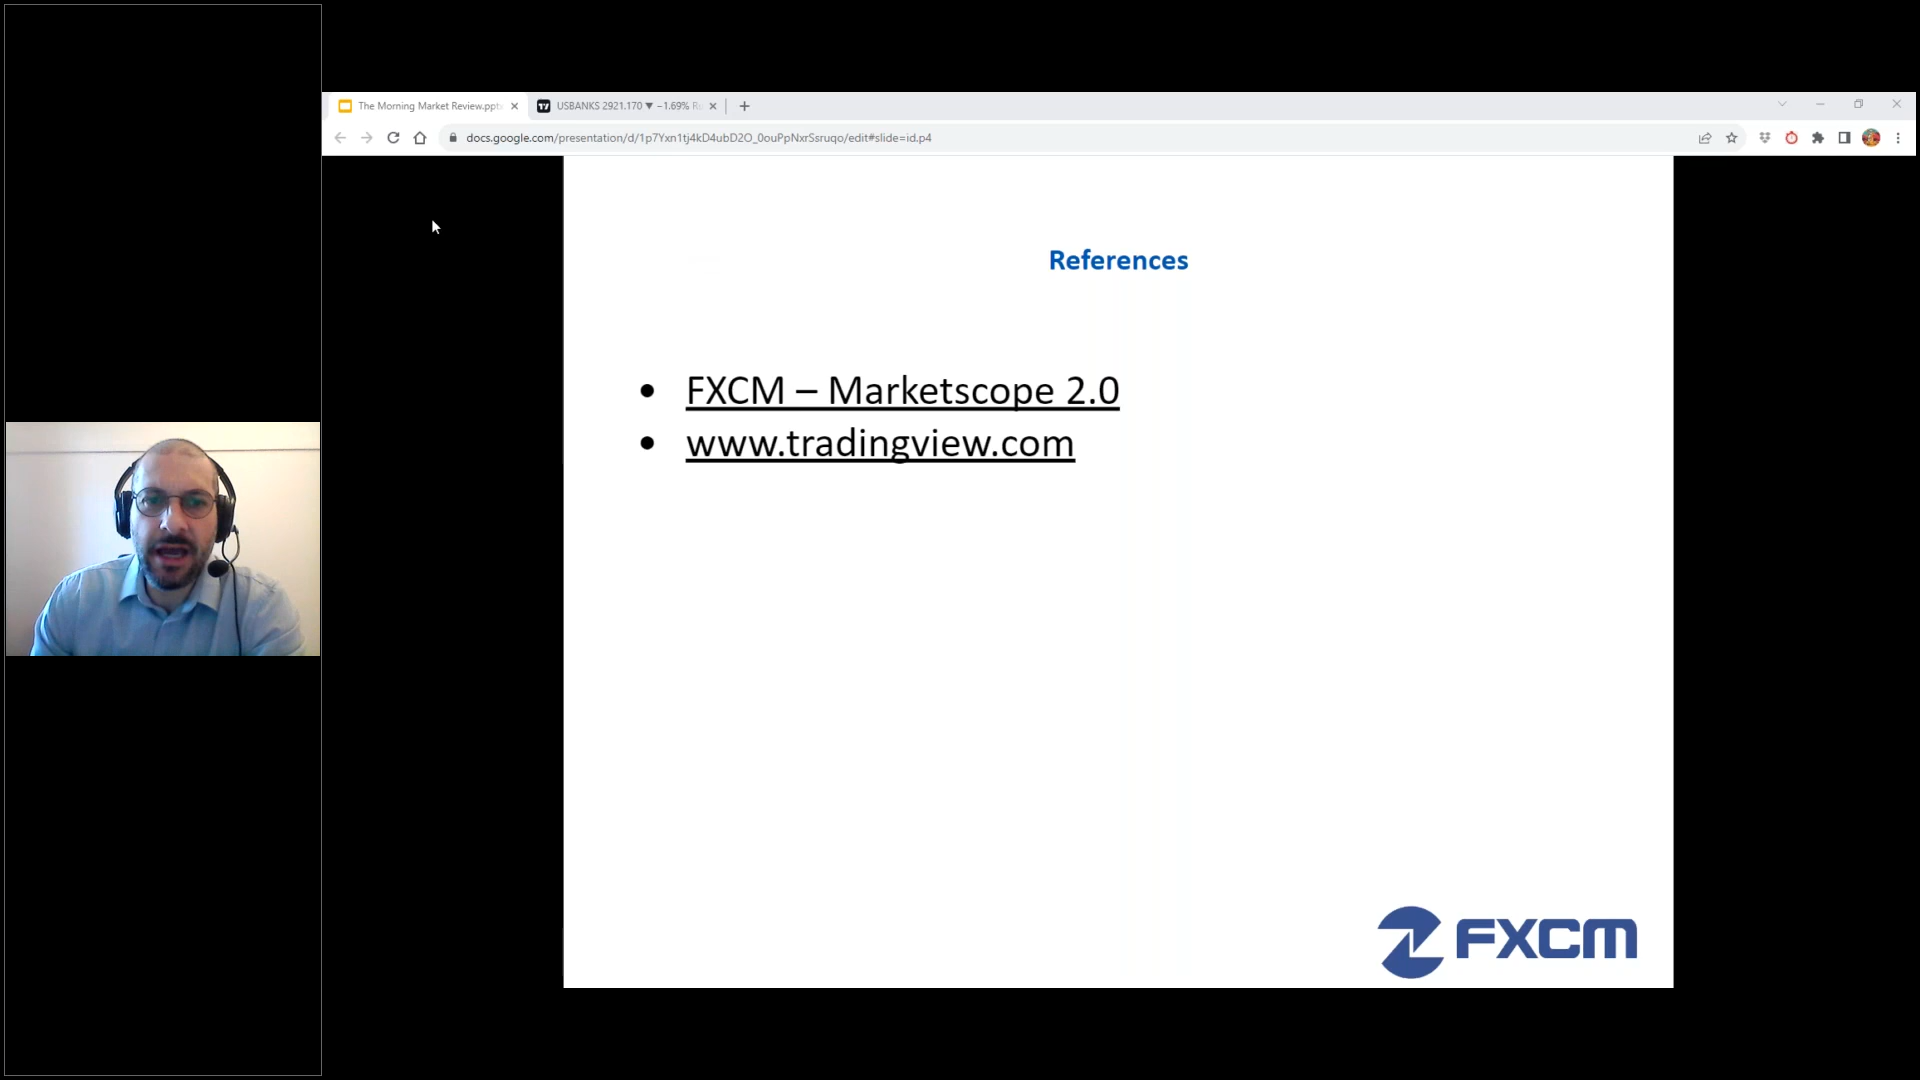 The Morning Market Review.pptx
USBANKS 2921.170 ▼ −1.69%
docs.google.com/presentation/d/1p7Yxn1tj4kD4ubD2O_0ouPpNxrSsruqo/edit#slide=id.p4
References
• FXCM – Marketscope 2.0
• www.tradingview.com
FXCM